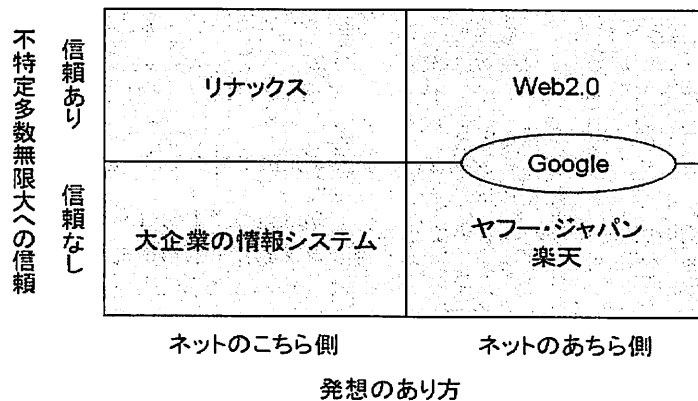 不特定多数無限大への信頼
信頼あり
信頼なし
リナックス
Web2.0
Google
大企業の情報システム
ヤフー・ジャパン
楽天
ネットのこちら側
ネットのあちら側
発想のあり方